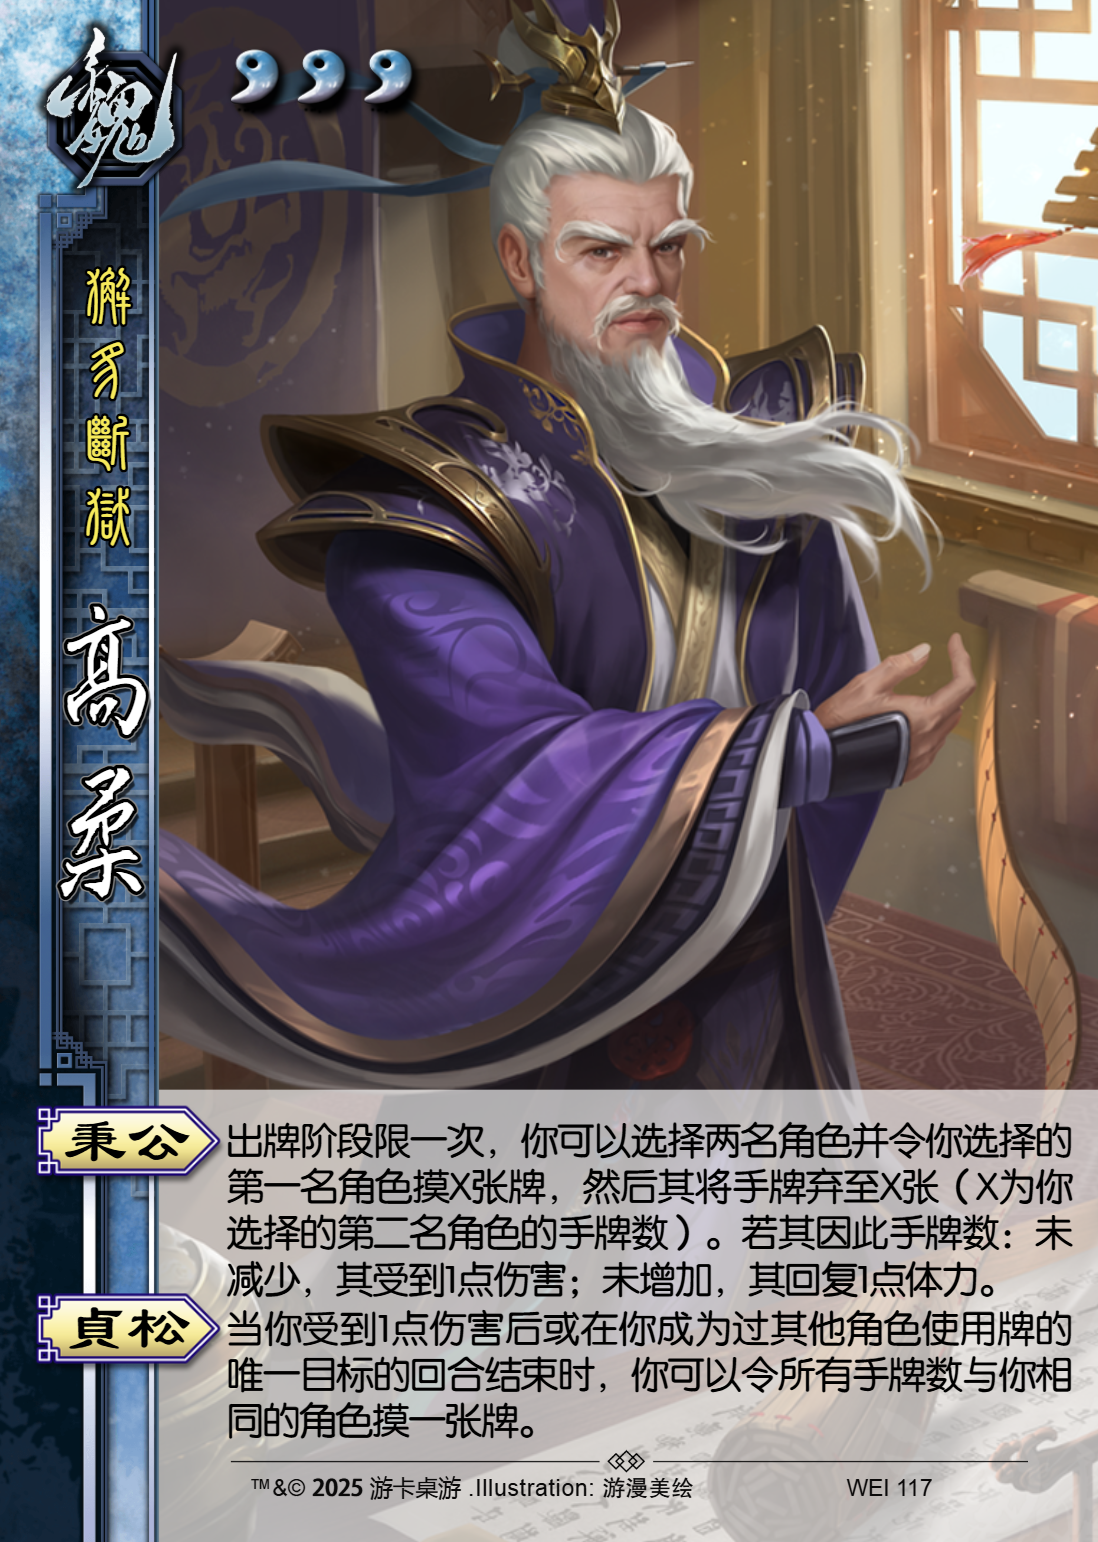 魏
獬豸斷獄
高柔
秉公
出牌阶段限一次，你可以选择两名角色并令你选择的
第一名角色摸X张牌，然后其将手牌弃至X张（X为你
选择的第二名角色的手牌数）。若其因此手牌数：未
减少，其受到1点伤害；未增加，其回复1点体力。
貞松
当你受到1点伤害后或在你成为过其他角色使用牌的
唯一目标的回合结束时，你可以令所有手牌数与你相
同的角色摸一张牌。
™&© 2025 游卡桌游 .Illustration: 游漫美绘
WEI 117